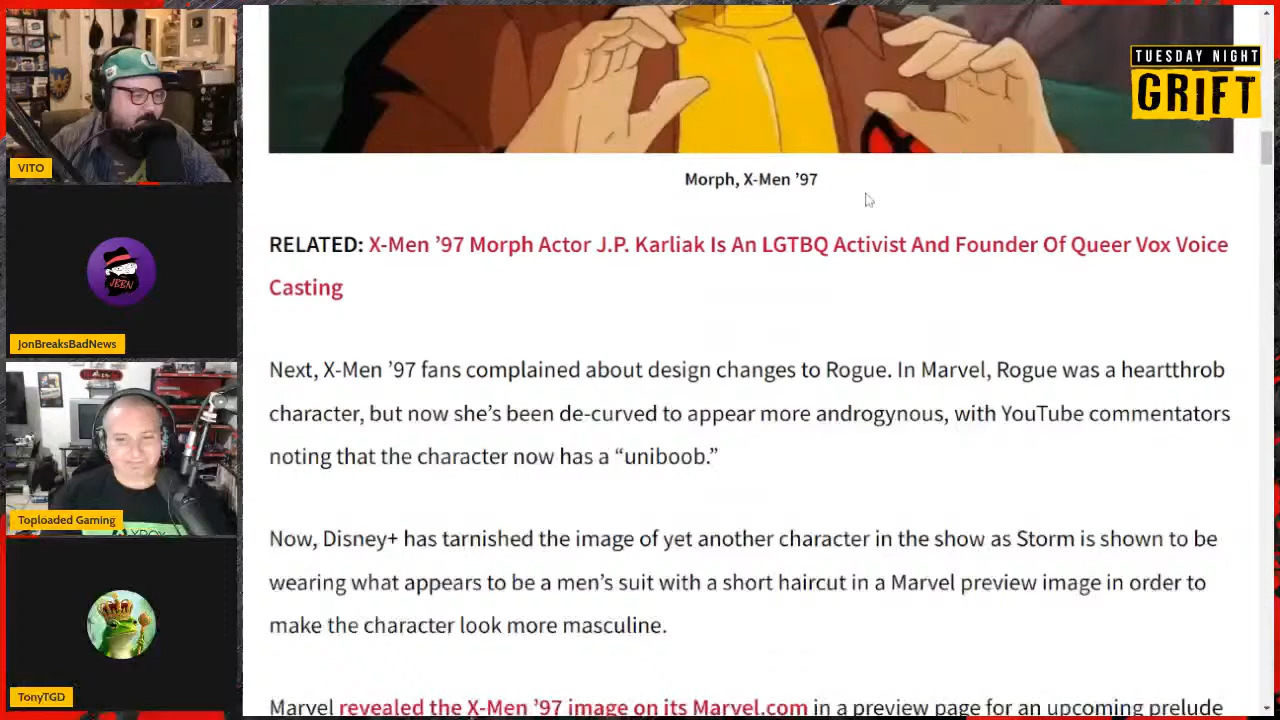 TUESDAY NIGHT
GRIFT
VITO
JBBN
JonBreaksBadNews
XBOX
Toploaded Gaming
TonyTGD
Morph, X-Men ’97
RELATED: X-Men ’97 Morph Actor J.P. Karliak Is An LGTBQ Activist And Founder Of Queer Vox Voice
Casting
Next, X-Men ’97 fans complained about design changes to Rogue. In Marvel, Rogue was a heartthrob
character, but now she’s been de-curved to appear more androgynous, with YouTube commentators
noting that the character now has a “uniboob.”
Now, Disney+ has tarnished the image of yet another character in the show as Storm is shown to be
wearing what appears to be a men’s suit with a short haircut in a Marvel preview image in order to
make the character look more masculine.
Marvel revealed the X-Men ’97 image on its Marvel.com in a preview page for an upcoming prelude